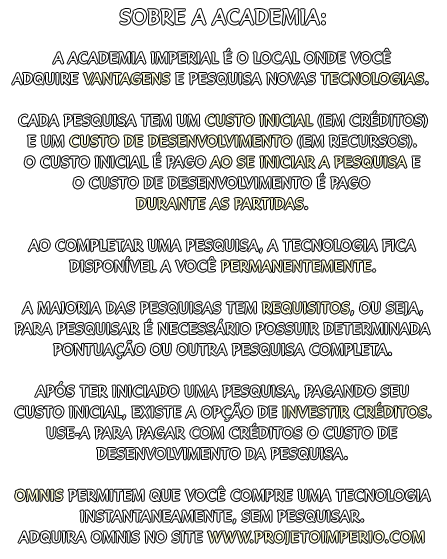 SOBRE A ACADEMIA:
A ACADEMIA IMPERIAL É O LOCAL ONDE VOCÊ
ADQUIRE VANTAGENS E PESQUISA NOVAS TECNOLOGIAS.
CADA PESQUISA TEM UM CUSTO INICIAL (EM CRÉDITOS)
E UM CUSTO DE DESENVOLVIMENTO (EM RECURSOS).
O CUSTO INICIAL É PAGO AO SE INICIAR A PESQUISA E
O CUSTO DE DESENVOLVIMENTO É PAGO
DURANTE AS PARTIDAS.
AO COMPLETAR UMA PESQUISA, A TECNOLOGIA FICA
DISPONÍVEL A VOCÊ PERMANENTEMENTE.
A MAIORIA DAS PESQUISAS TEM REQUISITOS, OU SEJA,
PARA PESQUISAR É NECESSÁRIO POSSUIR DETERMINADA
PONTUAÇÃO OU OUTRA PESQUISA COMPLETA.
APÓS TER INICIADO UMA PESQUISA, PAGANDO SEU
CUSTO INICIAL, EXISTE A OPÇÃO DE INVESTIR CRÉDITOS.
USE-A PARA PAGAR COM CRÉDITOS O CUSTO DE
DESENVOLVIMENTO DA PESQUISA.
OMNIS PERMITEM QUE VOCÊ COMPRE UMA TECNOLOGIA
INSTANTANEAMENTE, SEM PESQUISAR.
ADQUIRA OMNIS NO SITE WWW.PROJETOIMPERIO.COM